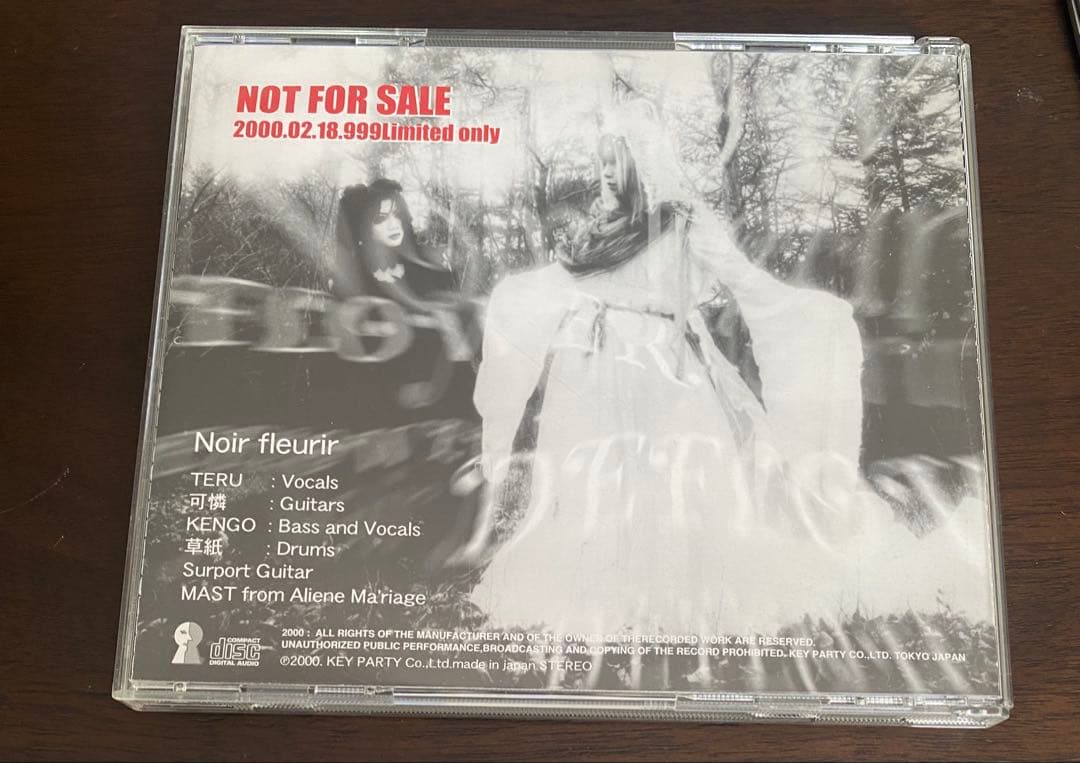 NOT FOR SALE
2000.02.18.999Limited only
Noir fleurir
TERU : Vocals
可憐 : Guitars
KENGO : Bass and Vocals
草紙 : Drums
Surport Guitar
MAST from Aliene Ma'riage
COMPACT
disc
DIGITAL AUDIO
2000 : ALL RIGHTS OF THE MANUFACTURER AND OF THE OWNER OF THERECORDED WORK ARE RESERVED.
UNAUTHORIZED PUBLIC PERFORMANCE,BROADCASTING AND COPYING OF THE RECORD PROHIBITED. KEY PARTY CO.,LTD. TOKYO JAPAN
℗2000. KEY PARTY Co.,Ltd.made in japan STEREO